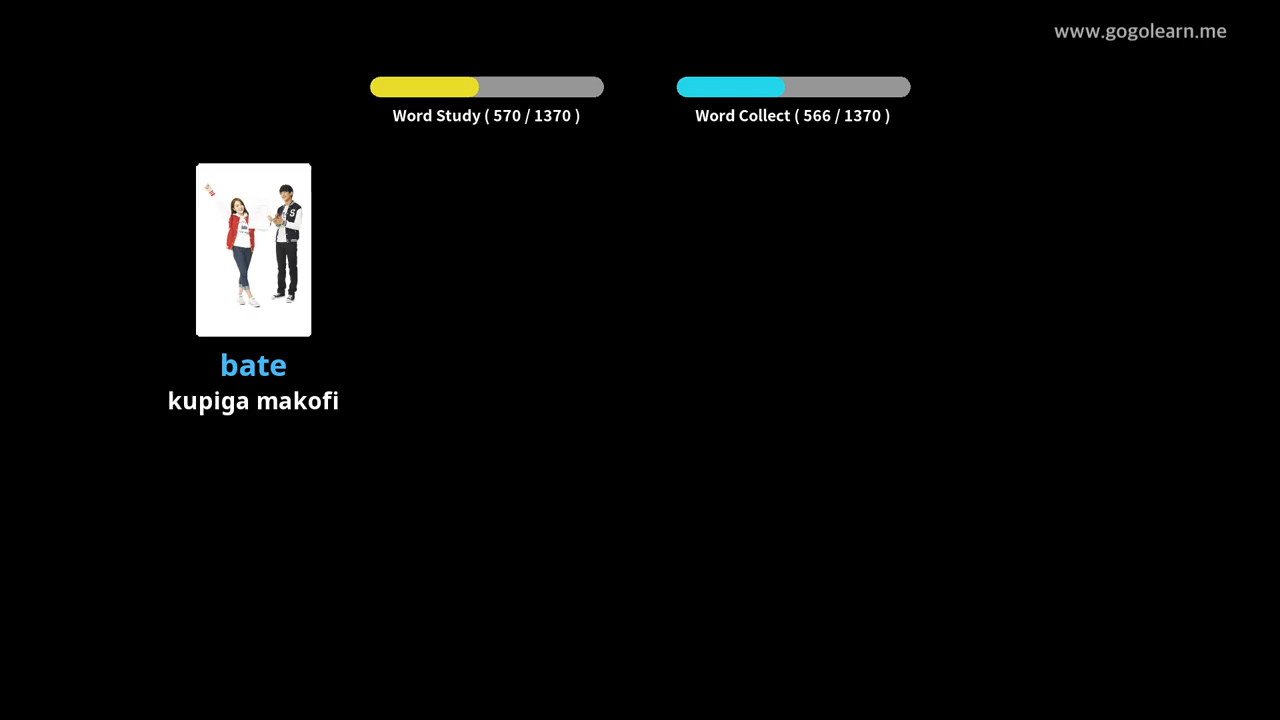 www.gogolearn.me
Word Study ( 570 / 1370 )
Word Collect ( 566 / 1370 )
bate
kupiga makofi